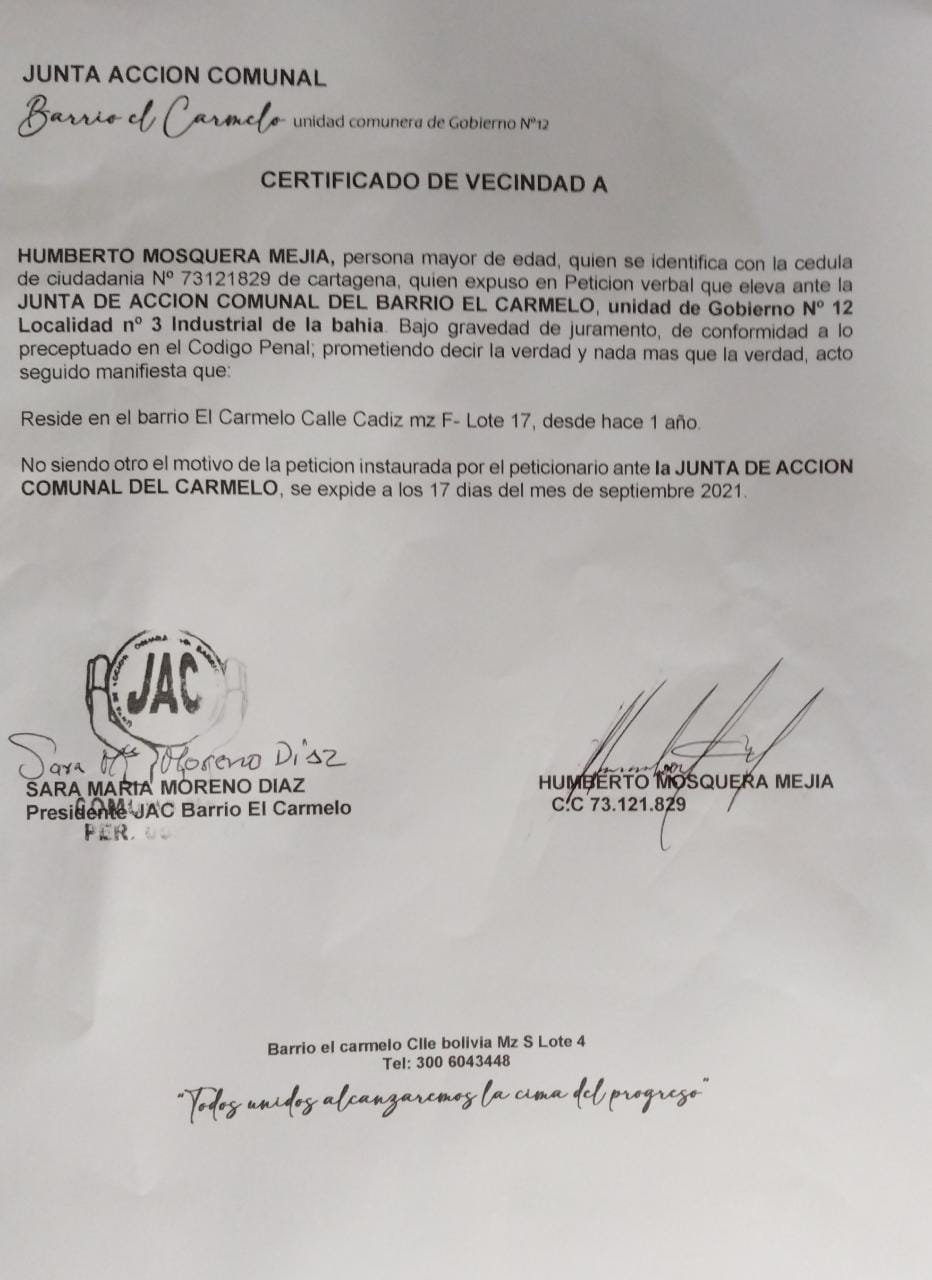 JUNTA ACCION COMUNAL
Barrio el Carmelo unidad comunera de Gobierno Nº12
CERTIFICADO DE VECINDAD A
HUMBERTO MOSQUERA MEJIA, persona mayor de edad, quien se identifica con la cedula
de ciudadania Nº 73121829 de cartagena, quien expuso en Peticion verbal que eleva ante la
JUNTA DE ACCION COMUNAL DEL BARRIO EL CARMELO, unidad de Gobierno Nº 12
Localidad nº 3 Industrial de la bahia. Bajo gravedad de juramento, de conformidad a lo
preceptuado en el Codigo Penal; prometiendo decir la verdad y nada mas que la verdad, acto
seguido manifiesta que:
Reside en el barrio El Carmelo Calle Cadiz mz F- Lote 17, desde hace 1 año.
No siendo otro el motivo de la peticion instaurada por el peticionario ante la JUNTA DE ACCION
COMUNAL DEL CARMELO, se expide a los 17 dias del mes de septiembre 2021.
JAC
Sara Mª Moreno Diaz
SARA MARIA MORENO DIAZ
Presidente JAC Barrio El Carmelo
PER.
HUMBERTO MOSQUERA MEJIA
C.C 73.121.829
Barrio el carmelo Clle bolivia Mz S Lote 4
Tel: 300 6043448
"Todos unidos alcanzaremos la cima del progreso"